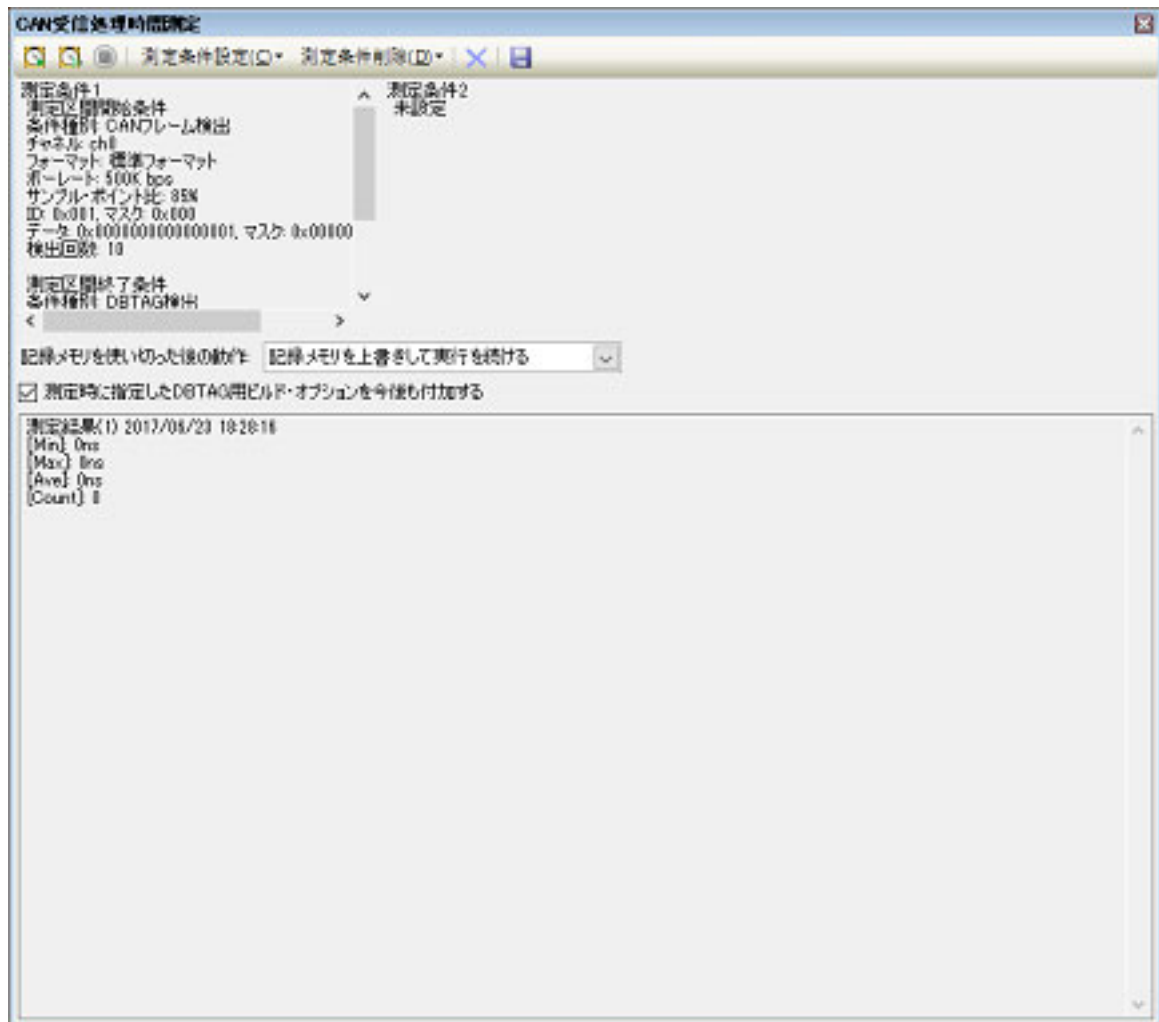 CAN受信処理時間測定
測定条件設定(C) 測定条件削除(D)
測定条件1
測定区間開始条件
条件種別: CANフレーム検出
チャネル: ch0
フォーマット: 標準フォーマット
ボーレート: 500K bps
サンプル・ポイント比: 85%
ID: 0x001, マスク: 0x000
データ: 0x0000000000000001, マスク: 0x00000
検出回数: 10
測定区間終了条件
条件種別: DBTAG検出
測定条件2
未設定
記録メモリを使い切った後の動作: 記録メモリを上書きして実行を続ける
測定時に指定したDBTAG用ビルド・オプションを今後も付加する
測定結果(1) 2017/06/23 18:28:16
[Min]: 0ns
[Max]: 0ns
[Ave]: 0ns
[Count]: 0